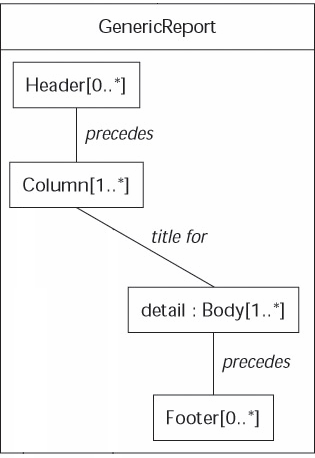 GenericReport
Header[0..*]
precedes
Column[1..*]
title for
detail : Body[1..*]
precedes
Footer[0..*]